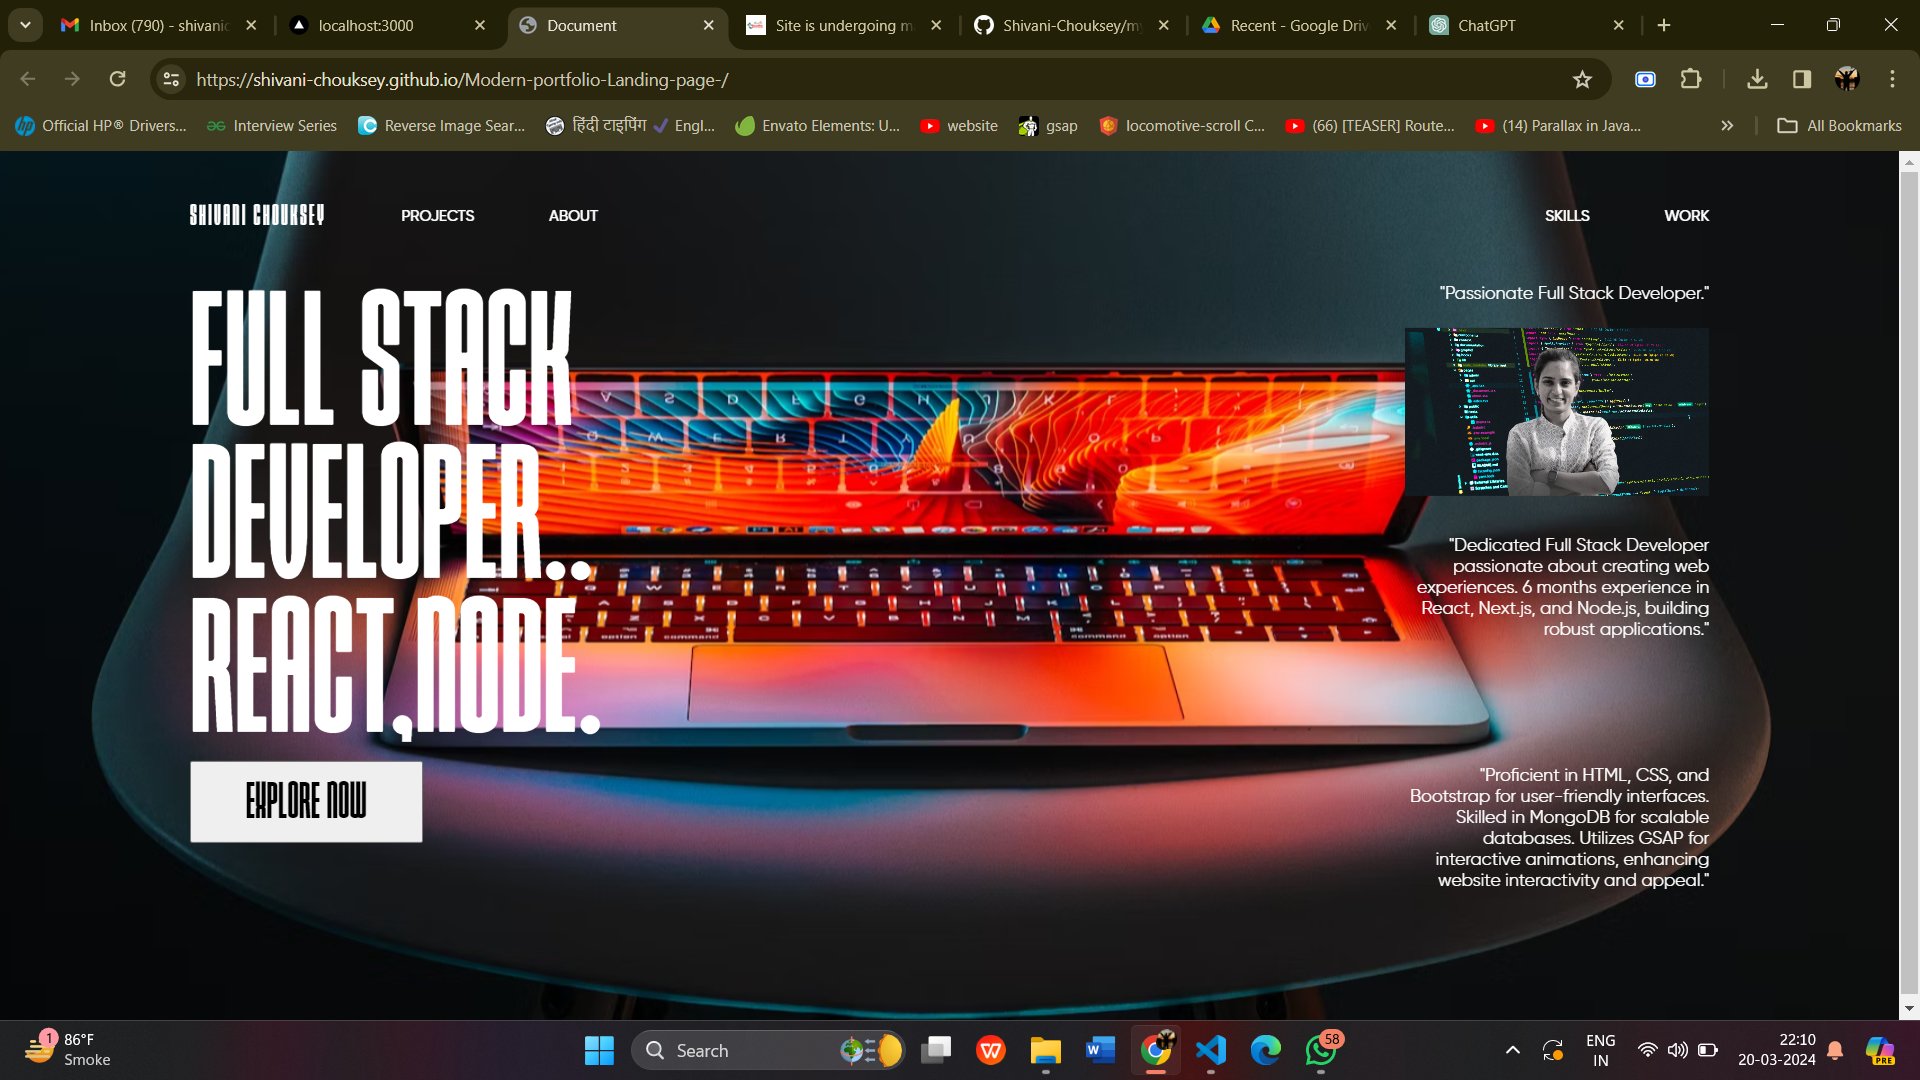 Inbox (790) - shivanic
localhost:3000
Document
Site is undergoing m
Shivani-Chouksey/my
Recent - Google Driv
ChatGPT
https://shivani-chouksey.github.io/Modern-portfolio-Landing-page-/
Official HP® Drivers...
Interview Series
Reverse Image Sear...
हिंदी टाइपिंग ✓ Engl...
Envato Elements: U...
website
gsap
locomotive-scroll C...
(66) [TEASER] Route...
(14) Parallax in Java...
All Bookmarks
SHIVANI CHOUKSEY
PROJECTS
ABOUT
SKILLS
WORK
FULL STACK
DEVELOPER..
REACT,NODE.
EXPLORE NOW
"Passionate Full Stack Developer."
"Dedicated Full Stack Developer
passionate about creating web
experiences. 6 months experience in
React, Next.js, and Node.js, building
robust applications."
"Proficient in HTML, CSS, and
Bootstrap for user-friendly interfaces.
Skilled in MongoDB for scalable
databases. Utilizes GSAP for
interactive animations, enhancing
website interactivity and appeal."
1
86°F
Smoke
Search
58
ENG
IN
22:10
20-03-2024
PRE